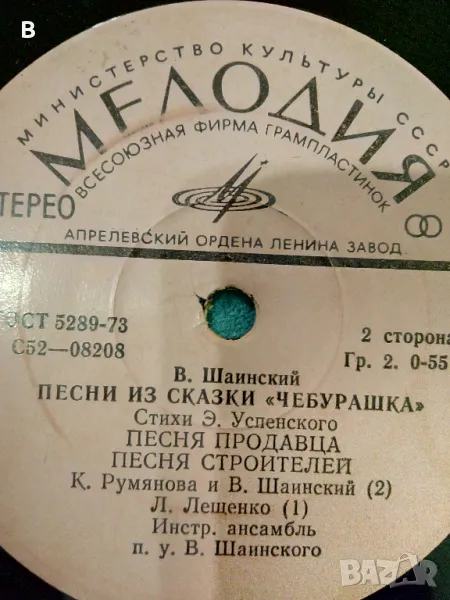 B
МИНИСТЕРСТВО КУЛЬТУРЫ СССР
МЕЛОДИЯ
ВСЕСОЮЗНАЯ ФИРМА ГРАМПЛАСТИНОК
ТЕРЕО
АПРЕЛЕВСКИЙ ОРДЕНА ЛЕНИНА ЗАВОД
ОСТ 5289-73
С52—08208
2 сторона
Гр. 2. 0-55
В. Шаинский
ПЕСНИ ИЗ СКАЗКИ «ЧЕБУРАШКА»
Стихи Э. Успенского
ПЕСНЯ ПРОДАВЦА
ПЕСНЯ СТРОИТЕЛЕЙ
К. Румянова и В. Шаинский (2)
Л. Лещенко (1)
Инстр. ансамбль
п. у. В. Шаинского
bazar